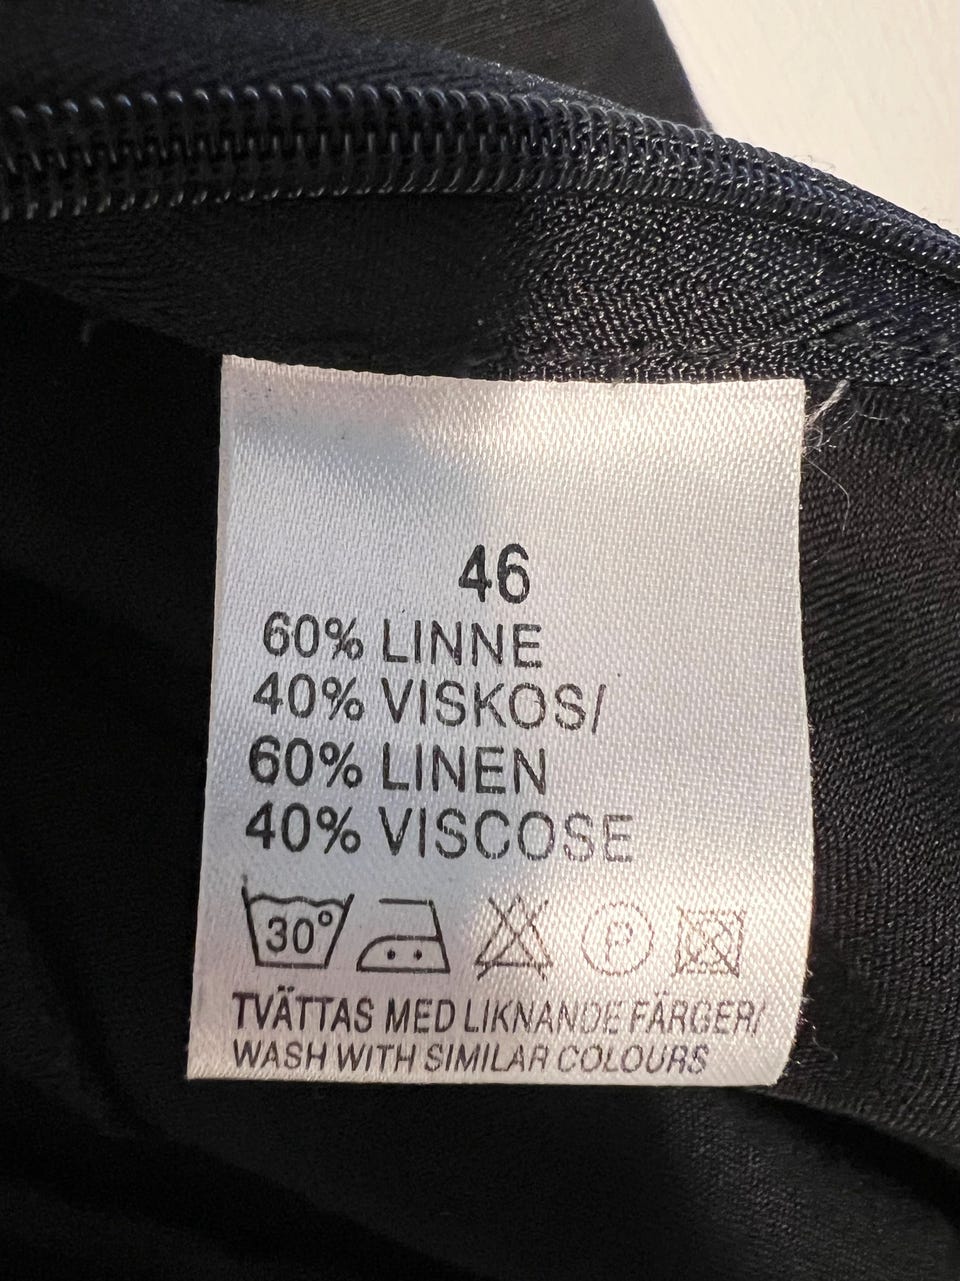 46
60% LINNE
40% VISKOS/
60% LINEN
40% VISCOSE
30° P
TVÄTTAS MED LIKNANDE FÄRGER/
WASH WITH SIMILAR COLOURS